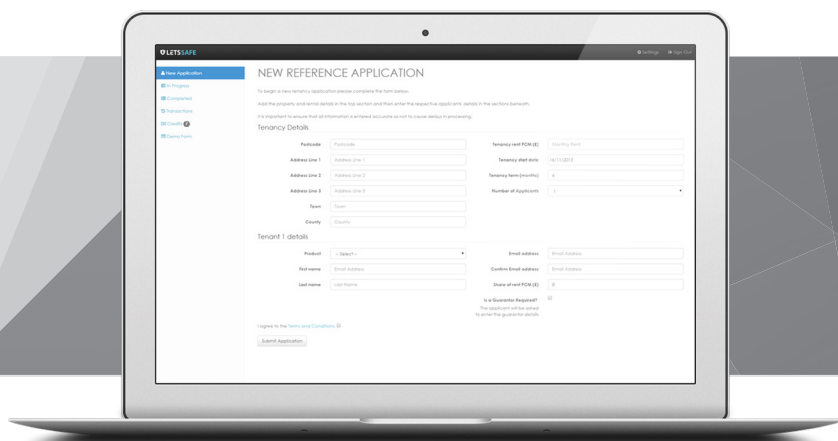 LETSSAFE
Settings
Sign Out
New Application
In Progress
Completed
Transactions
Credits
Demo Form
NEW REFERENCE APPLICATION
To begin a new tenancy application please complete the form below.
Add the property and rental details in the top section and then enter the respective applicants details in the sections beneath.
It is important to ensure that all information is entered accurate as not to cause delays in processing.
Tenancy Details
Postcode Postcode
Tenancy rent PCM (£) Monthly Rent
Address Line 1 Address Line 1
Tenancy start date
Address Line 2 Address Line 2
Tenancy term (months) 6
Address Line 3 Address Line 3
Number of Applicants 1
Town Town
County County
Tenant 1 details
Product -- Select --
Email address Email Address
First name Email Address
Confirm Email address Email Address
Last name Last Name
Share of rent PCM (£)
Is a Guarantor Required?
The applicant will be asked
to enter the guarantor details
I agree to the Terms and Conditions.
Submit Application